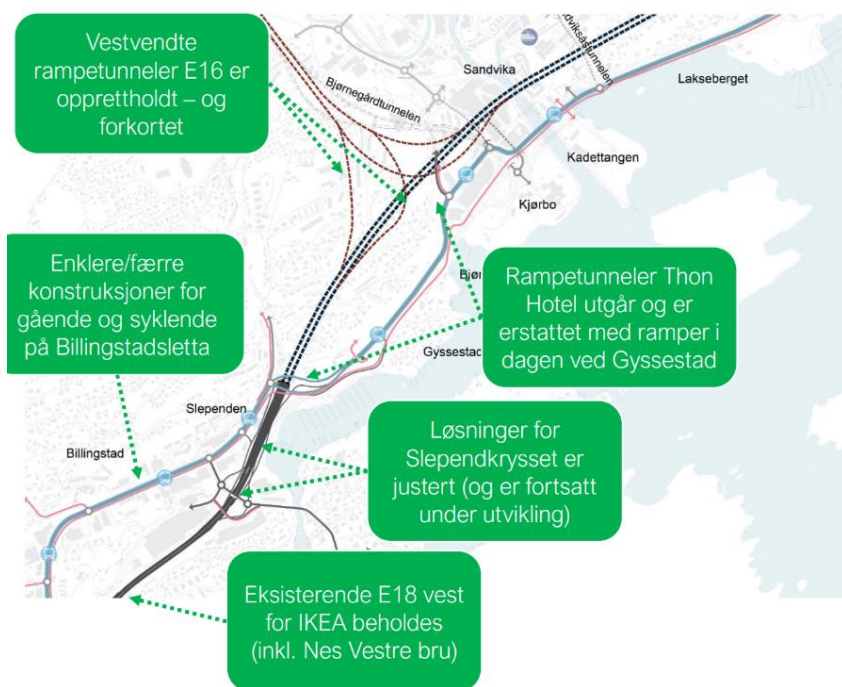 Vestvendte
rampetunneler E16 er
opprettholdt – og
forkortet
Bjørnegårdtunnelen
Sandvika
dviksåstunnelen
Lakseberget
Kadettangen
Kjørbo
Enklere/færre
konstruksjoner for
gående og syklende
på Billingstadsletta
Bjør
Rampetunneler Thon
Hotel utgår og er
erstattet med ramper i
dagen ved Gyssestad
Gyssestad
Slependen
Billingstad
Løsninger for
Slependkrysset er
justert (og er fortsatt
under utvikling)
Eksisterende E18 vest
for IKEA beholdes
(inkl. Nes Vestre bru)